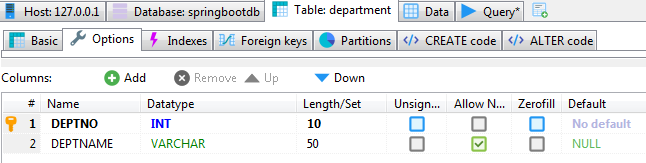 Host: 127.0.0.1 Database: springbootdb Table: department Data Query*
Basic Options Indexes Foreign keys Partitions CREATE code ALTER code
Columns: Add Remove Up Down
# Name Datatype Length/Set Unsign... Allow N... Zerofill Default
1 DEPTNO INT 10 No default
2 DEPTNAME VARCHAR 50 NULL